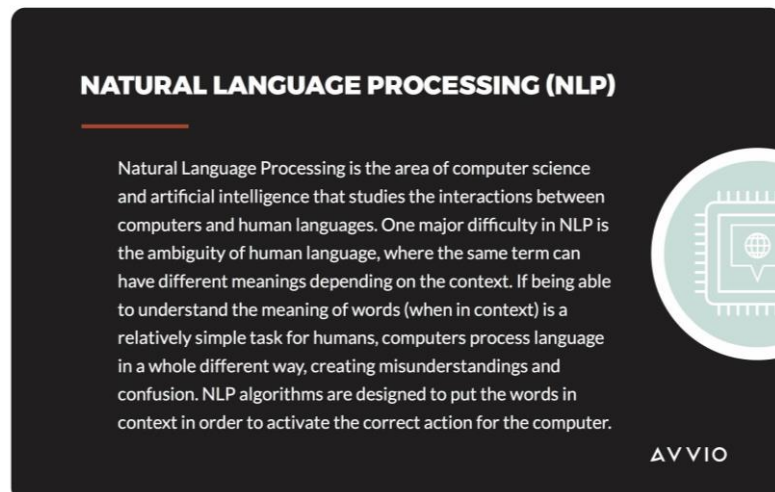 NATURAL LANGUAGE PROCESSING (NLP)
Natural Language Processing is the area of computer science
and artificial intelligence that studies the interactions between
computers and human languages. One major difficulty in NLP is
the ambiguity of human language, where the same term can
have different meanings depending on the context. If being able
to understand the meaning of words (when in context) is a
relatively simple task for humans, computers process language
in a whole different way, creating misunderstandings and
confusion. NLP algorithms are designed to put the words in
context in order to activate the correct action for the computer.
AVVIO